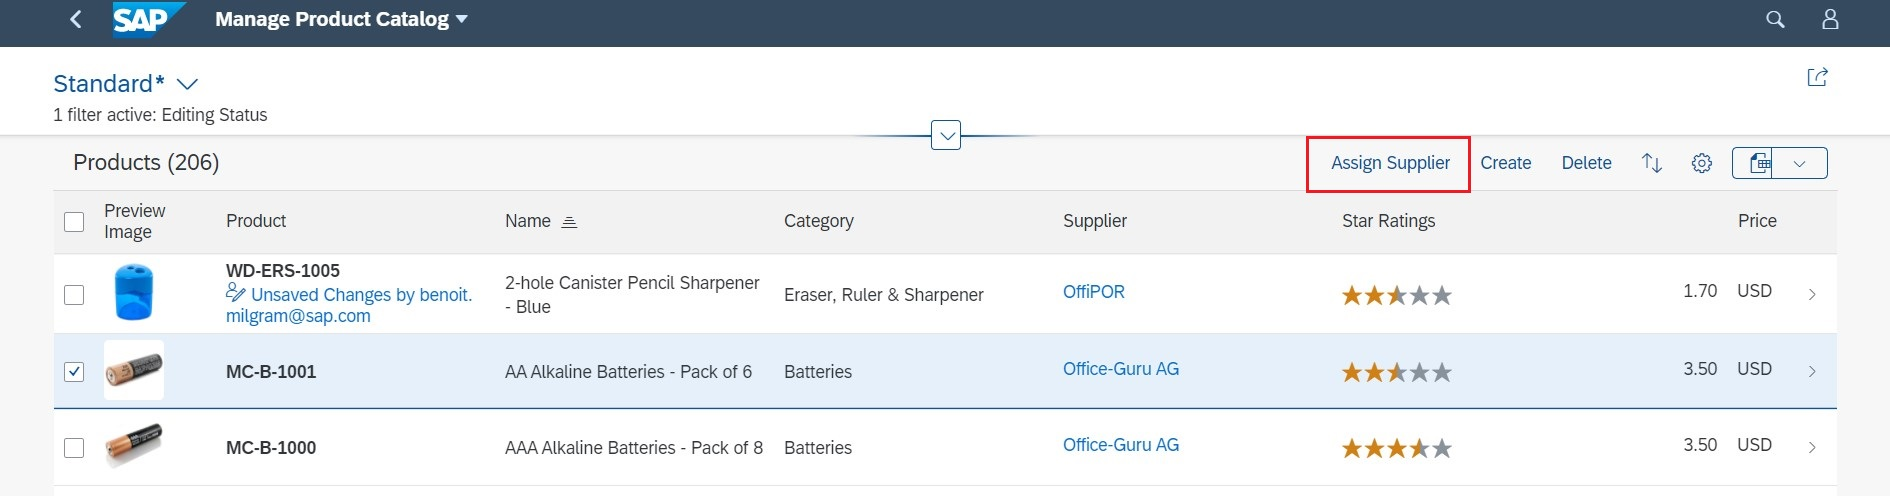 SAP Manage Product Catalog
Standard*
1 filter active: Editing Status
Products (206) Assign Supplier Create Delete
Preview Image Product Name Category Supplier Star Ratings Price
WD-ERS-1005
Unsaved Changes by benoit.
milgram@sap.com
2-hole Canister Pencil Sharpener
- Blue
Eraser, Ruler & Sharpener
OffiPOR
1.70 USD
MC-B-1001 AA Alkaline Batteries - Pack of 6 Batteries Office-Guru AG 3.50 USD
MC-B-1000 AAA Alkaline Batteries - Pack of 8 Batteries Office-Guru AG 3.50 USD